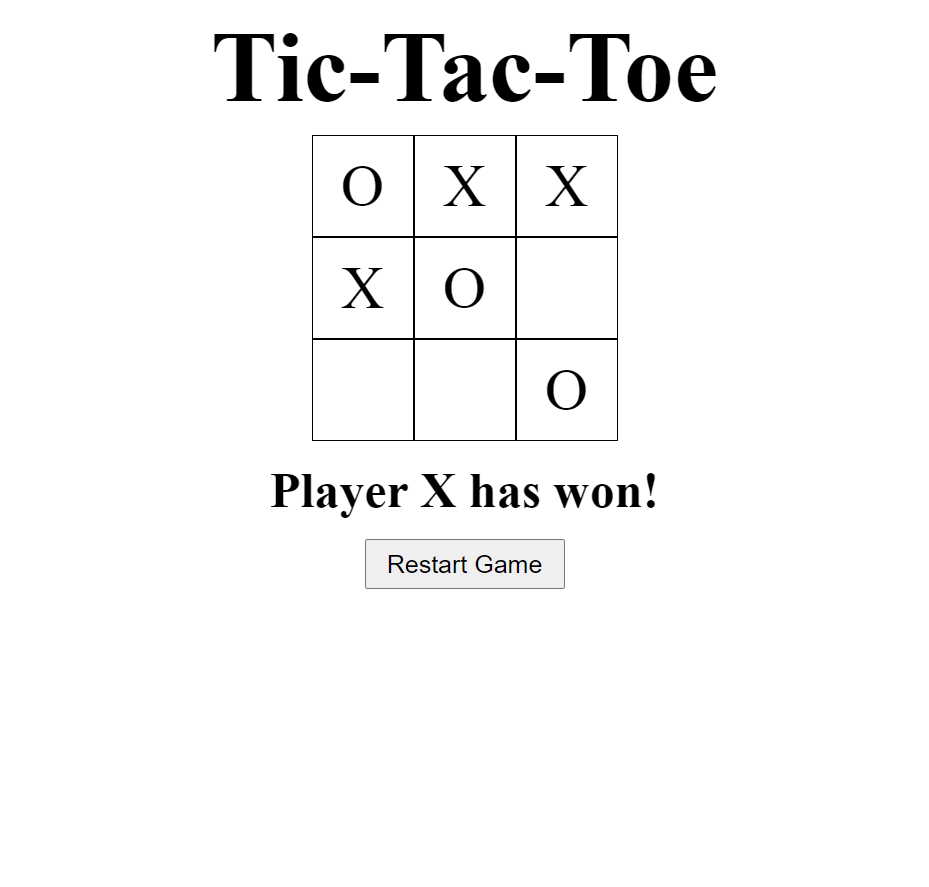 Tic-Tac-Toe
O X X
X O
O
Player X has won!
Restart Game